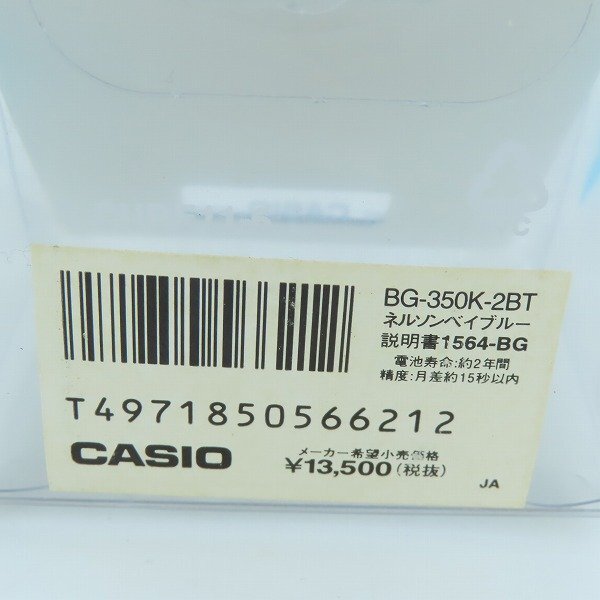 BG-350K-2BT
ネルソンベイブルー
説明書1564-BG
電池寿命:約2年間
精度:月差約15秒以内
T4971850566212
CASIO
メーカー希望小売価格
¥13,500(税抜)
JA